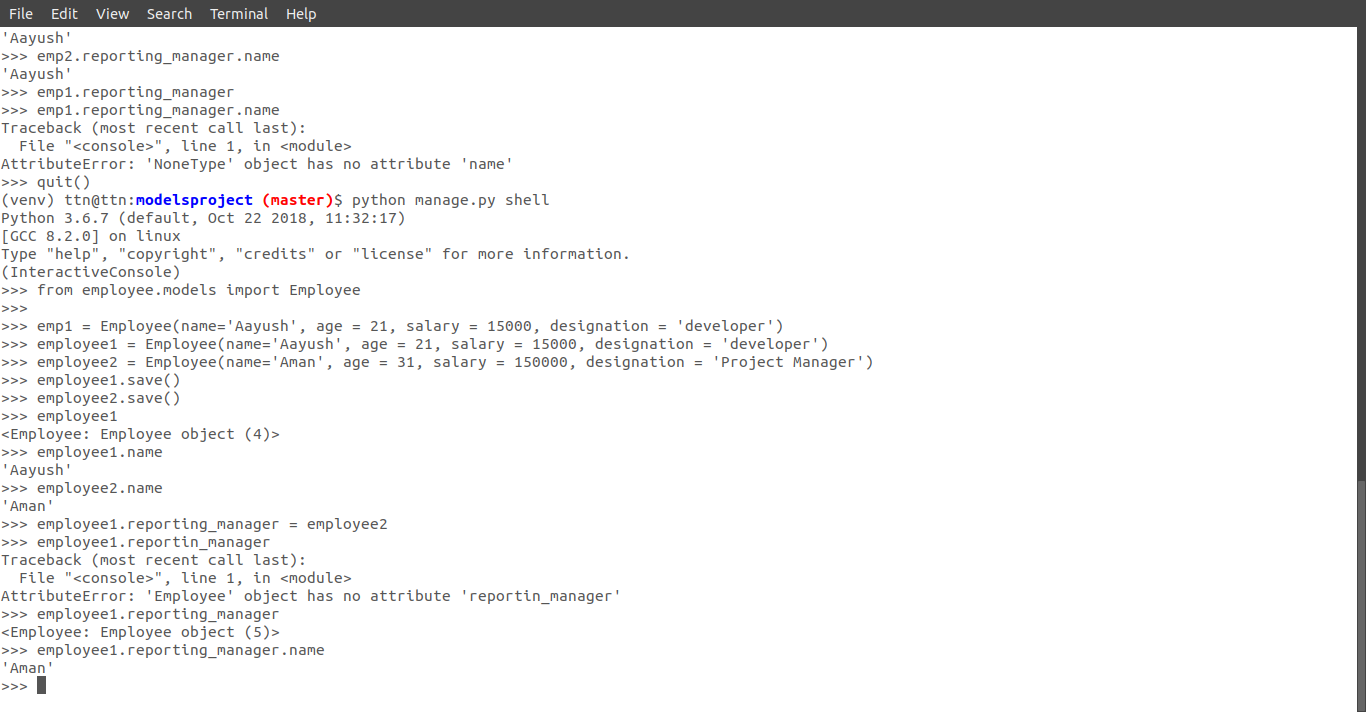 File Edit View Search Terminal Help
'Aayush'
>>> emp2.reporting_manager.name
'Aayush'
>>> emp1.reporting_manager
>>> emp1.reporting_manager.name
Traceback (most recent call last):
  File "<console>", line 1, in <module>
AttributeError: 'NoneType' object has no attribute 'name'
>>> quit()
(venv) ttn@ttn:modelsproject (master)$ python manage.py shell
Python 3.6.7 (default, Oct 22 2018, 11:32:17)
[GCC 8.2.0] on linux
Type "help", "copyright", "credits" or "license" for more information.
(InteractiveConsole)
>>> from employee.models import Employee
>>>
>>> emp1 = Employee(name='Aayush', age = 21, salary = 15000, designation = 'developer')
>>> employee1 = Employee(name='Aayush', age = 21, salary = 15000, designation = 'developer')
>>> employee2 = Employee(name='Aman', age = 31, salary = 150000, designation = 'Project Manager')
>>> employee1.save()
>>> employee2.save()
>>> employee1
<Employee: Employee object (4)>
>>> employee1.name
'Aayush'
>>> employee2.name
'Aman'
>>> employee1.reporting_manager = employee2
>>> employee1.reportin_manager
Traceback (most recent call last):
  File "<console>", line 1, in <module>
AttributeError: 'Employee' object has no attribute 'reportin_manager'
>>> employee1.reporting_manager
<Employee: Employee object (5)>
>>> employee1.reporting_manager.name
'Aman'
>>>